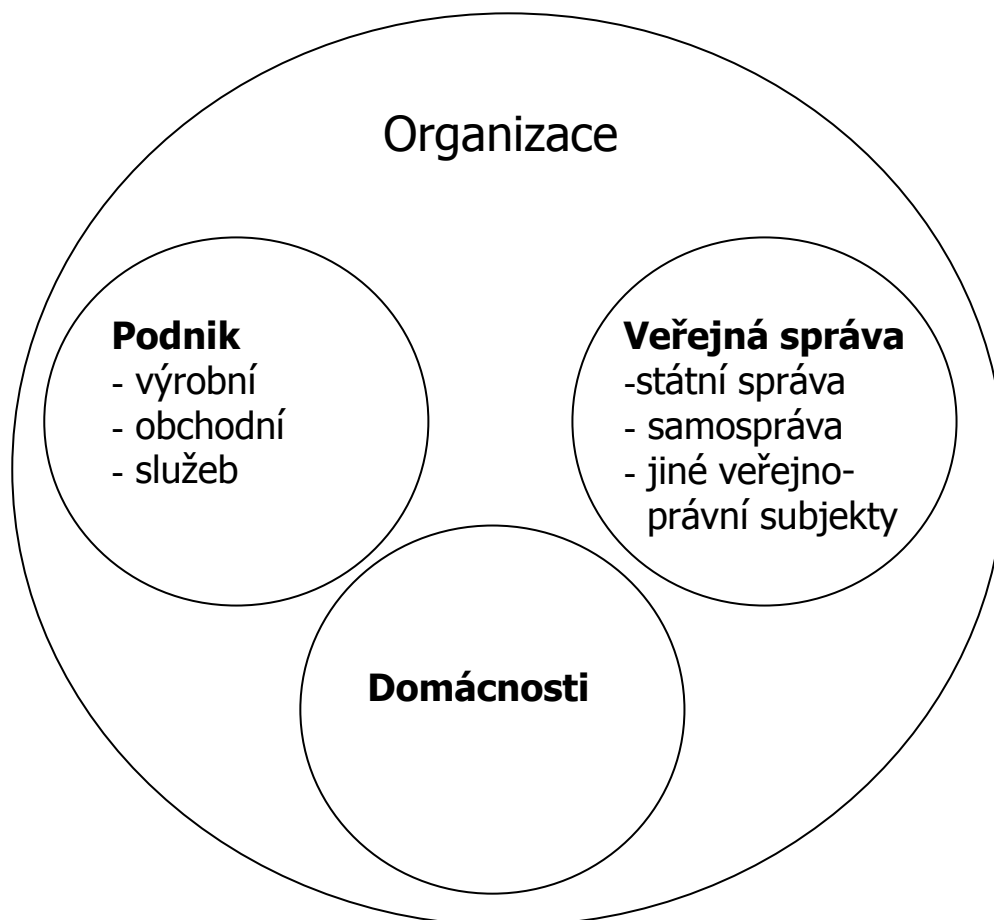 Organizace
Podnik
- výrobní
- obchodní
- služeb
Veřejná správa
-státní správa
- samospráva
- jiné veřejno-
právní subjekty
Domácnosti